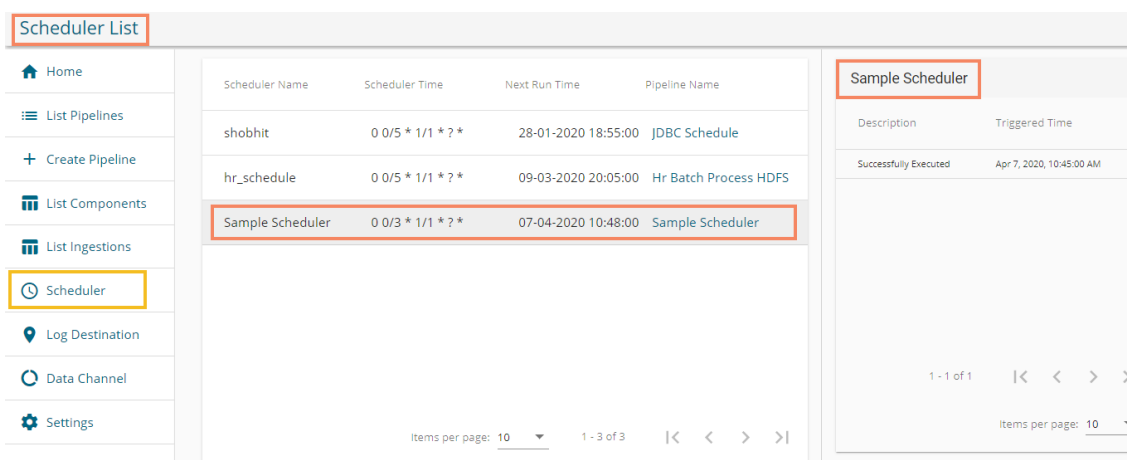 Scheduler List
Home
List Pipelines
Create Pipeline
List Components
List Ingestions
Scheduler
Log Destination
Data Channel
Settings
Scheduler Name Scheduler Time Next Run Time Pipeline Name
shobhit 0 0/5 * 1/1 * ? * 28-01-2020 18:55:00 JDBC Schedule
hr_schedule 0 0/5 * 1/1 * ? * 09-03-2020 20:05:00 Hr Batch Process HDFS
Sample Scheduler 0 0/3 * 1/1 * ? * 07-04-2020 10:48:00 Sample Scheduler
Items per page: 10 1 - 3 of 3
Sample Scheduler
Description Triggered Time
Successfully Executed Apr 7, 2020, 10:45:00 AM
1 - 1 of 1
Items per page: 10